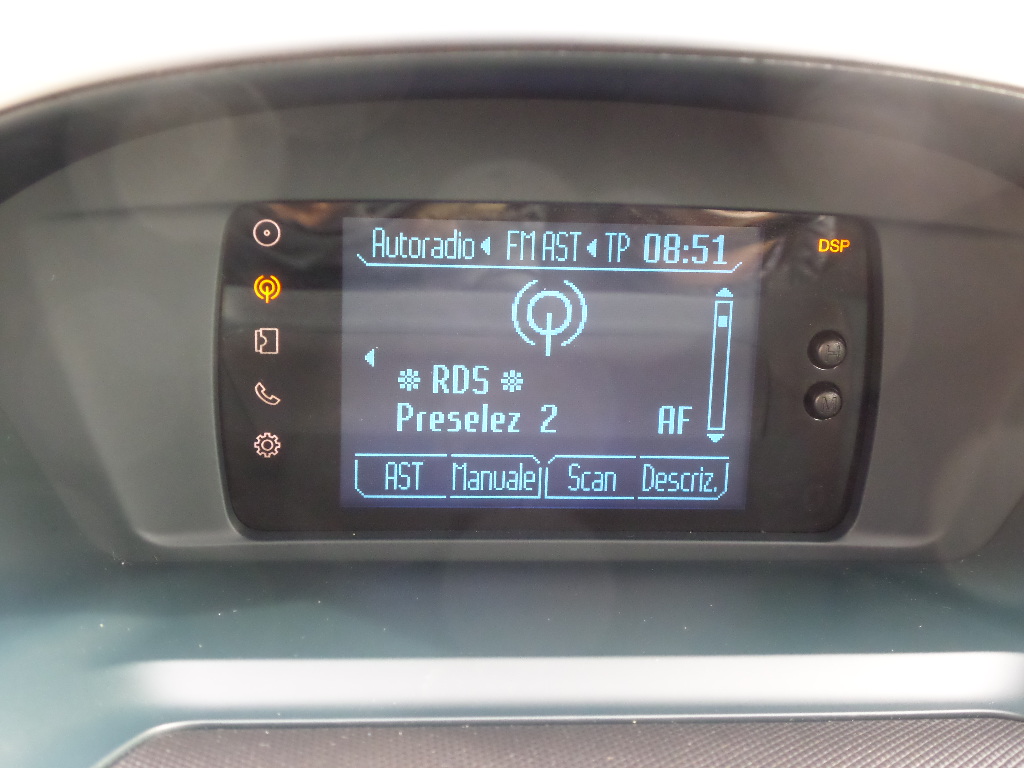 Autoradio FM AST TP 08:51
DSP
RDS
Preselez 2 AF
AST Manuale Scan Descriz.
H
M